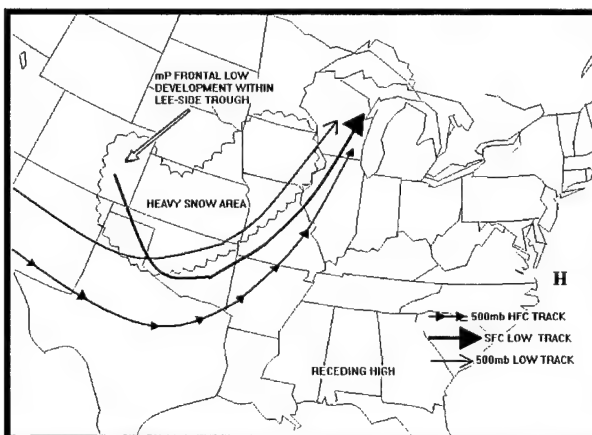 mP FRONTAL LOW
DEVELOPMENT WITHIN
LEE-SIDE TROUGH
HEAVY SNOW AREA
H
500mb HFC TRACK
SFC LOW TRACK
500mb LOW TRACK
RECEDING HIGH